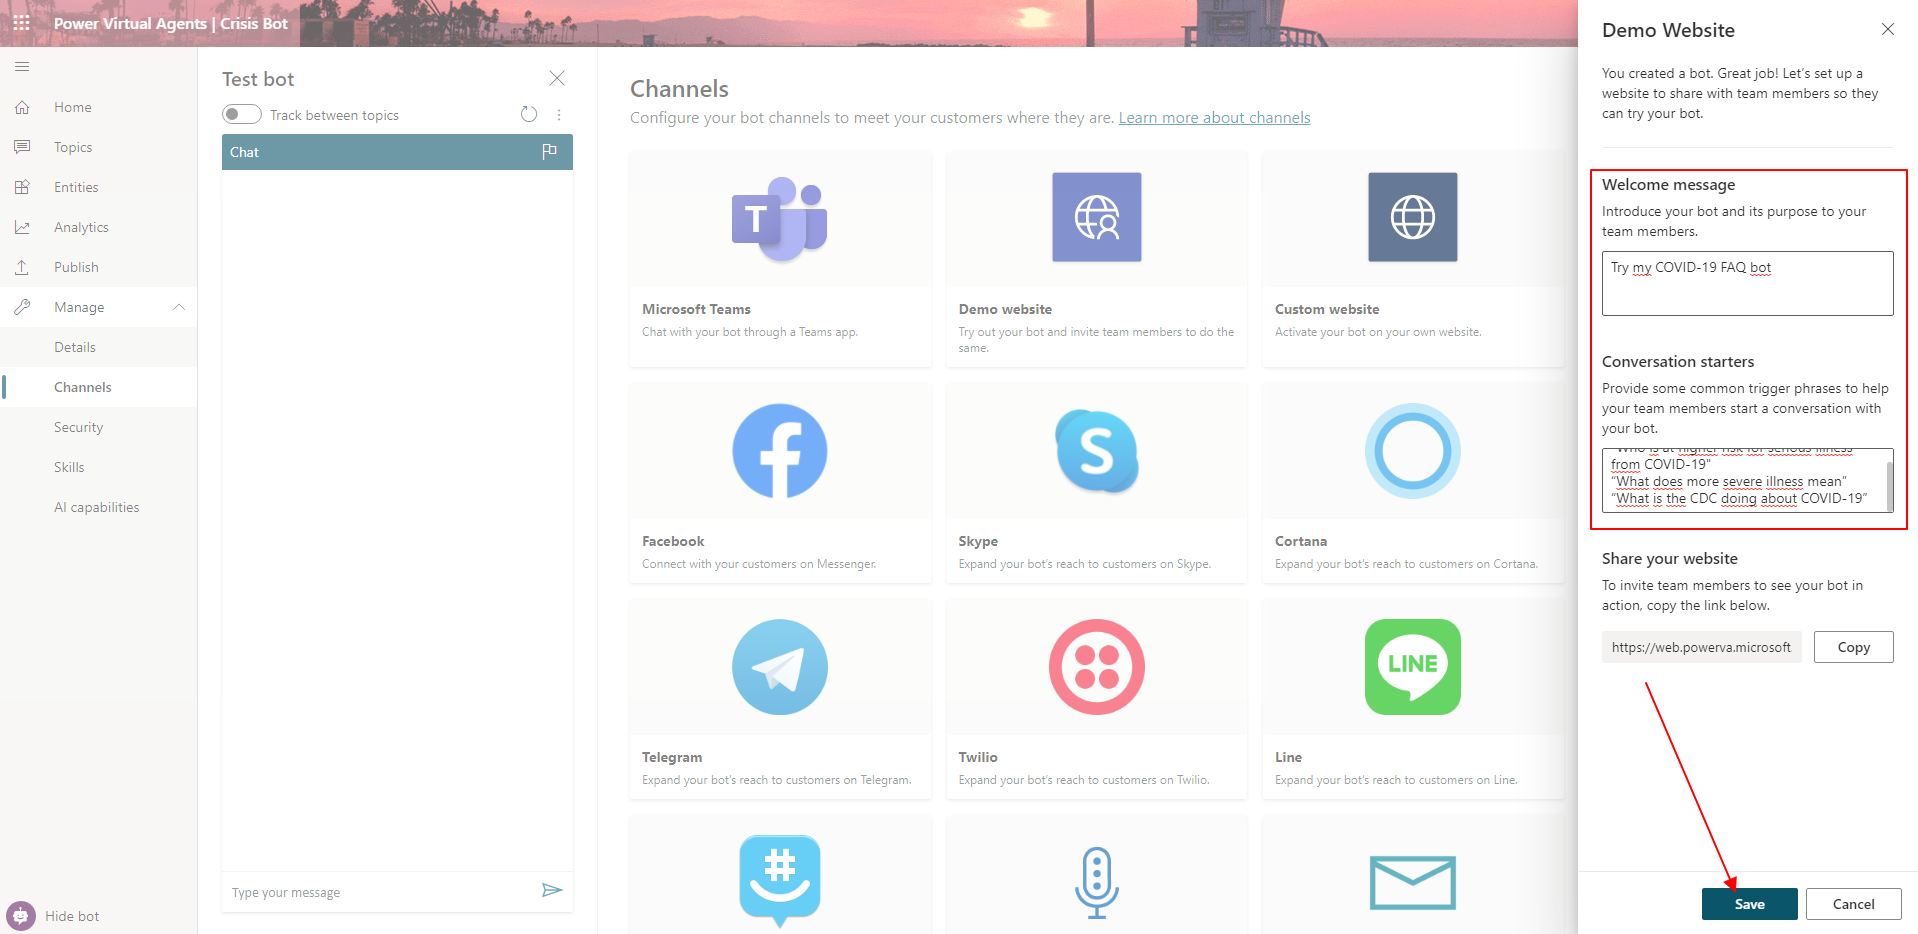 Power Virtual Agents | Crisis Bot
Home
Topics
Entities
Analytics
Publish
Manage
Details
Channels
Security
Skills
AI capabilities
Hide bot
Test bot
Track between topics
Chat
Type your message
Channels
Configure your bot channels to meet your customers where they are. Learn more about channels
T
Microsoft Teams
Chat with your bot through a Teams app.
Demo website
Try out your bot and invite team members to do the
same.
Custom website
Activate your bot on your own website.
Facebook
Connect with your customers on Messenger.
S
Skype
Expand your bot's reach to customers on Skype.
Cortana
Expand your bot's reach to customers on Cortana.
Telegram
Expand your bot's reach to customers on Telegram.
Twilio
Expand your bot's reach to customers on Twilio.
LINE
Line
Expand your bot's reach to customers on Line.
#
Demo Website
You created a bot. Great job! Let's set up a
website to share with team members so they
can try your bot.
Welcome message
Introduce your bot and its purpose to your
team members.
Try my COVID-19 FAQ bot
Conversation starters
Provide some common trigger phrases to help
your team members start a conversation with
your bot.
"Who is at higher risk for serious illness
from COVID-19"
"What does more severe illness mean"
"What is the CDC doing about COVID-19"
Share your website
To invite team members to see your bot in
action, copy the link below.
https://web.powerva.microsoft
Copy
Save
Cancel